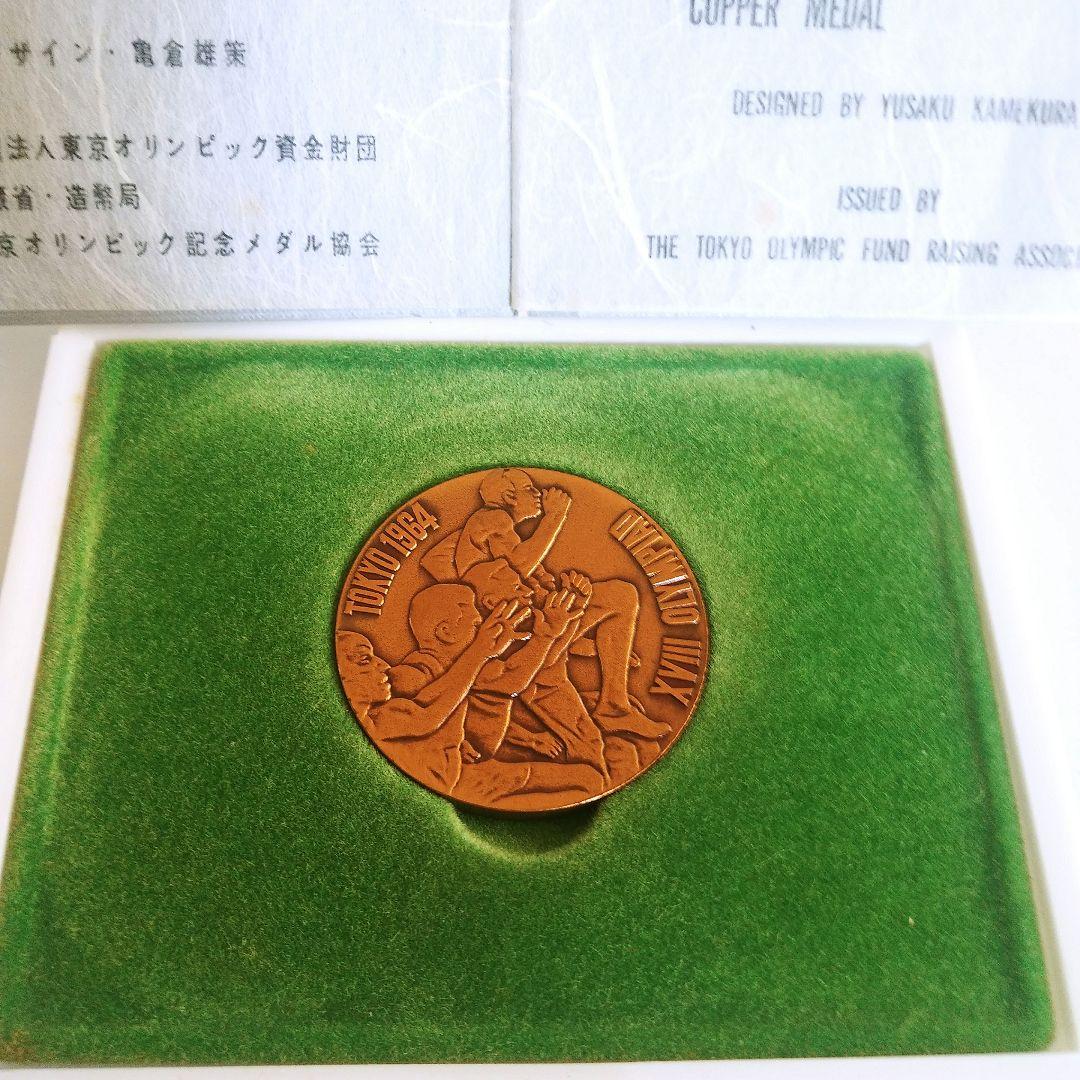 ザイン・亀倉雄策
法人東京オリンピック資金財団
省・造幣局
京オリンピック記念メダル協会
COPPER MEDAL
DESIGNED BY YUSAKU KAMEKURA
ISSUED BY
THE TOKYO OLYMPIC FUND RAISING ASSOCI
TOKYO 1964
XVIII OLYMPIAD